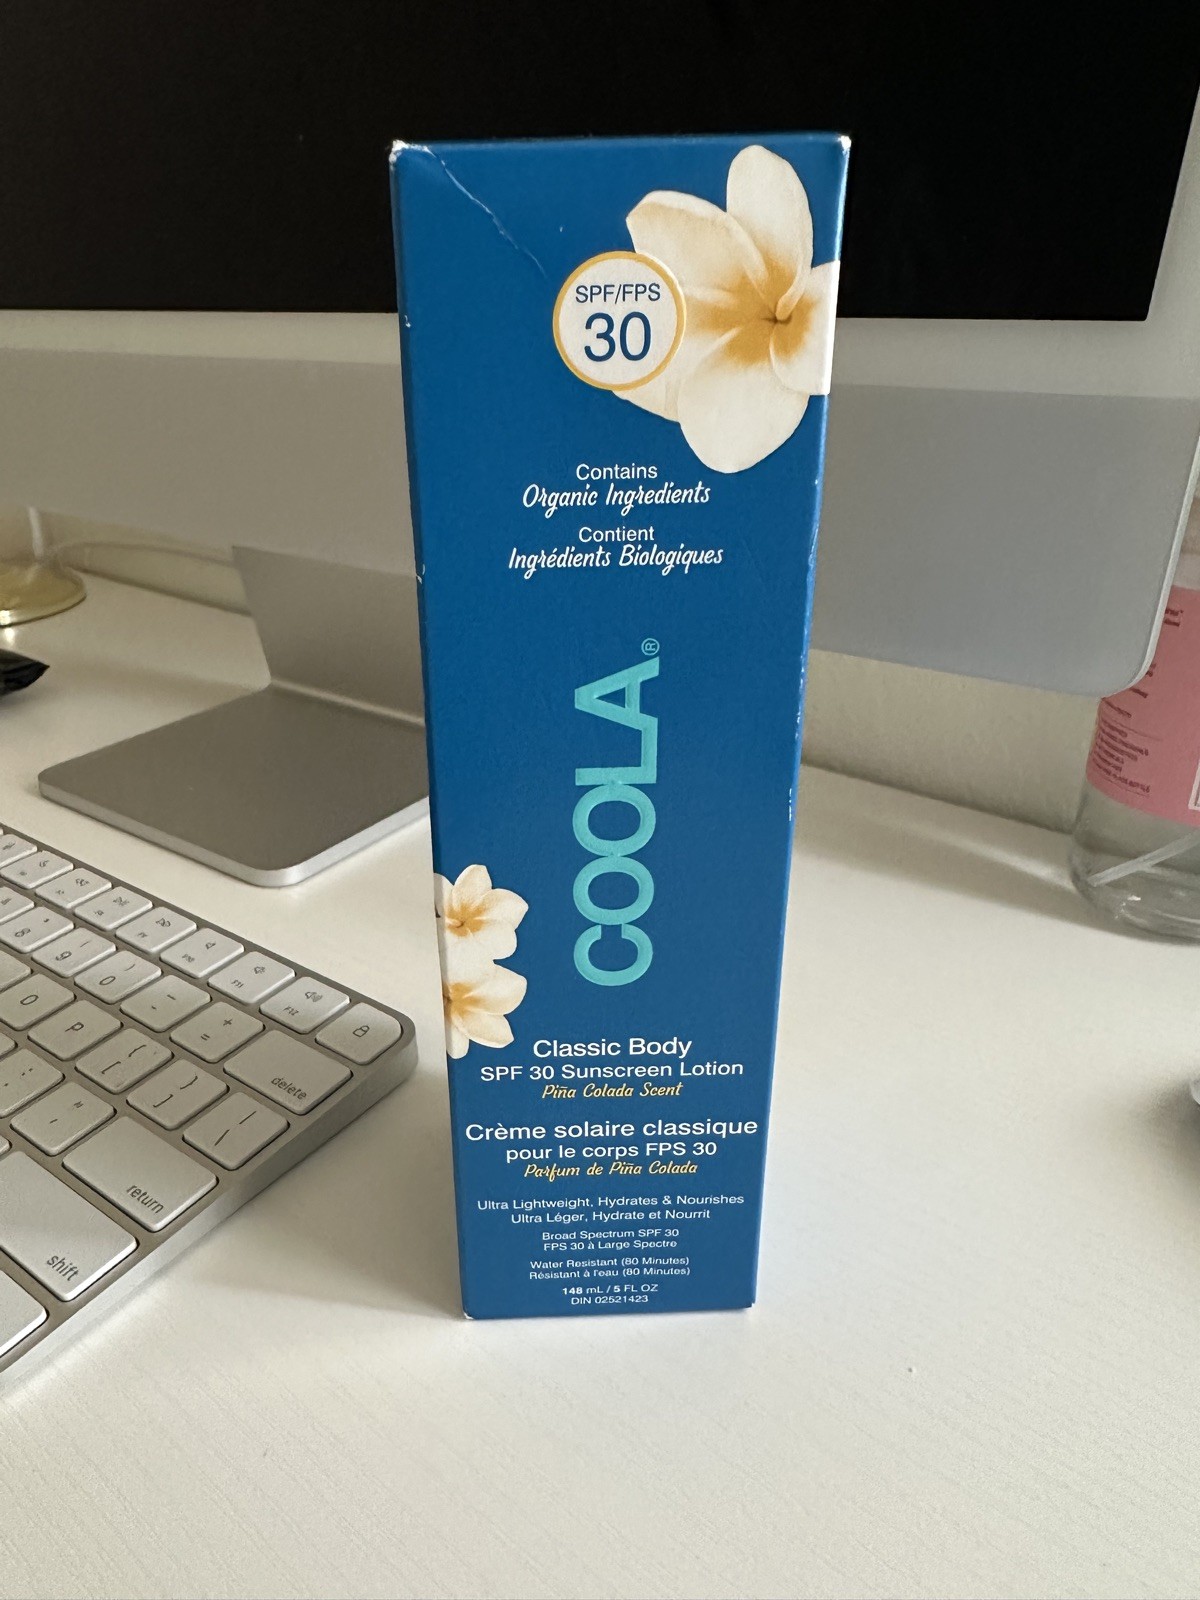 SPF/FPS
30
Contains
Organic Ingredients
Contient
Ingrédients Biologiques
COOLA®
Classic Body
SPF 30 Sunscreen Lotion
Piña Colada Scent
Crème solaire classique
pour le corps FPS 30
Parfum de Piña Colada
Ultra Lightweight, Hydrates & Nourishes
Ultra Léger, Hydrate et Nourrit
Broad Spectrum SPF 30
FPS 30 à Large Spectre
Water Resistant (80 Minutes)
Résistant à l'eau (80 Minutes)
148 mL / 5 FL OZ
DIN 02521423
delete
return
shift